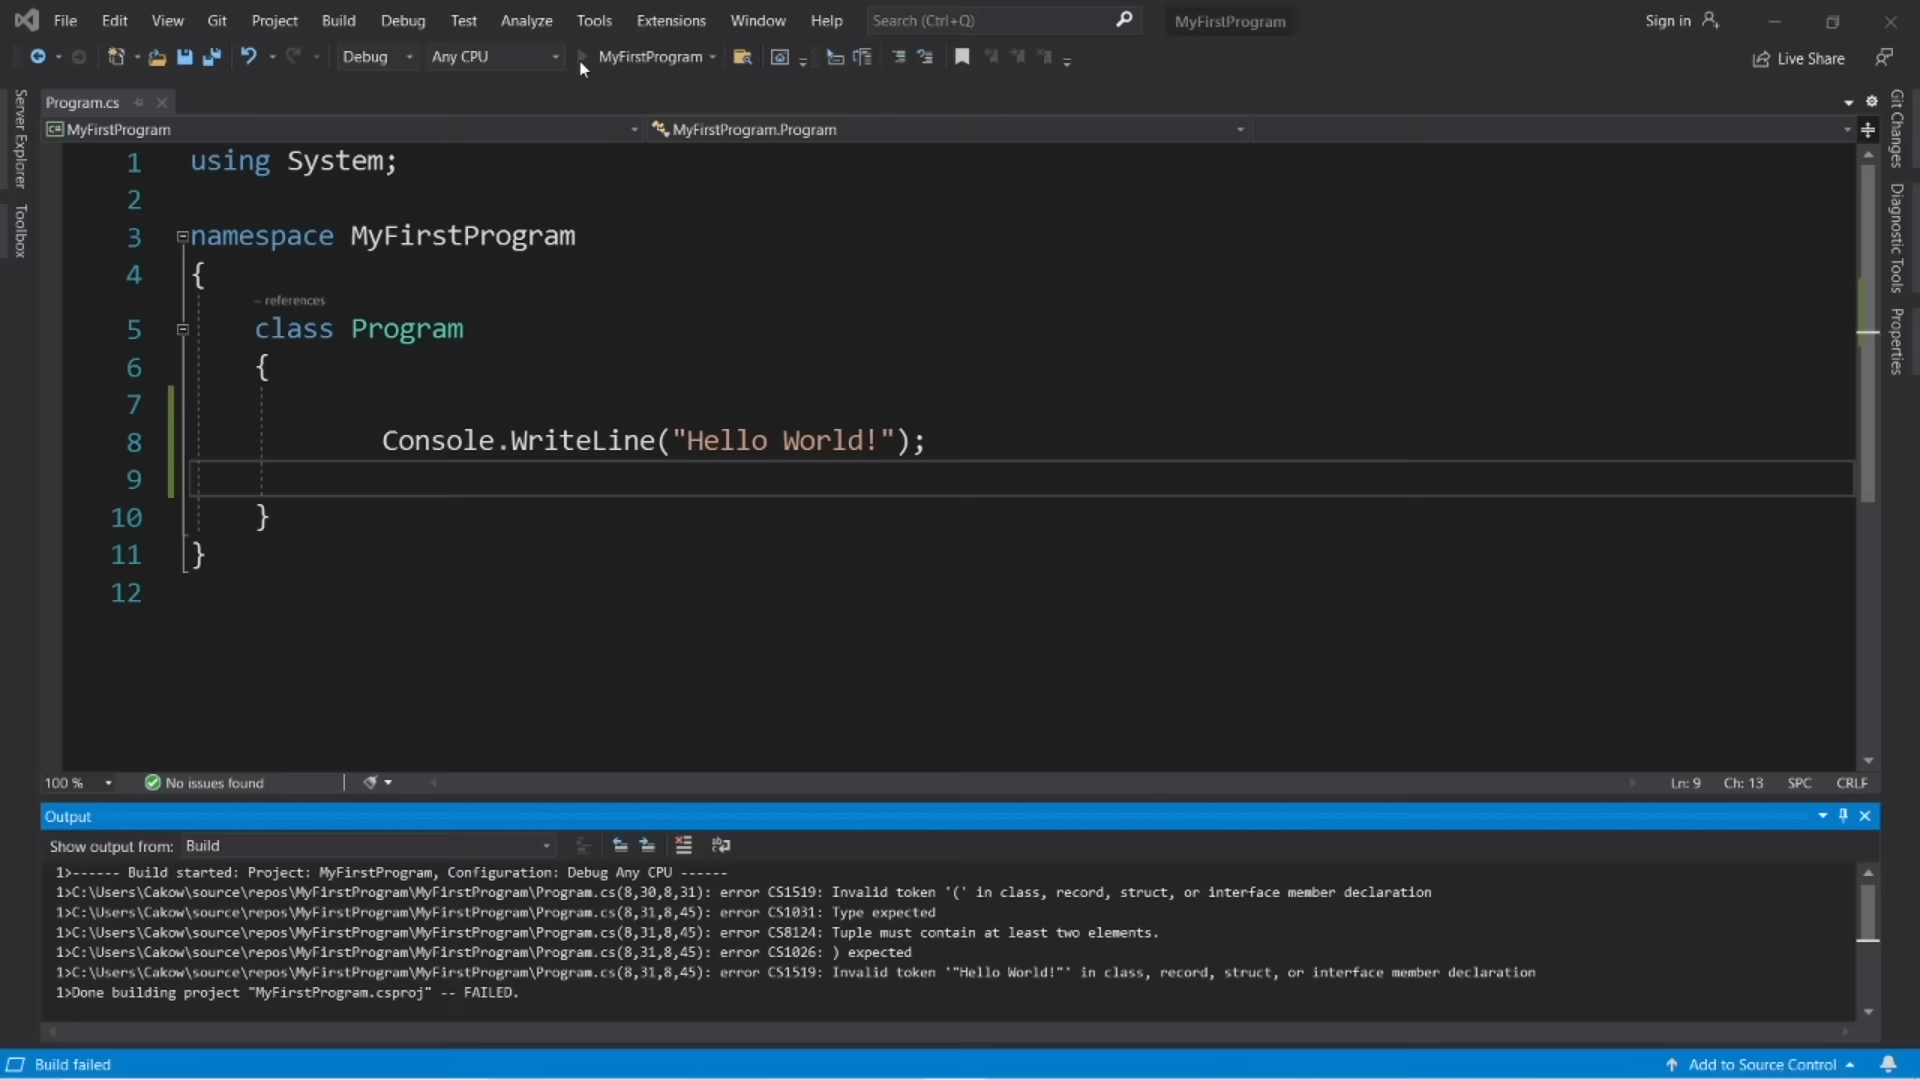 File Edit View Git Project Build Debug Test Analyze Tools Extensions Window Help Search (Ctrl+Q) MyFirstProgram Sign in
Debug Any CPU MyFirstProgram Live Share
Server Explorer
Toolbox
Program.cs
MyFirstProgram MyFirstProgram.Program
1 using System;
2
3 namespace MyFirstProgram
4 {
– references
5 class Program
6 {
7
8 Console.WriteLine("Hello World!");
9
10 }
11 }
12
Git Changes
Diagnostic Tools
Properties
100 % No issues found Ln: 9 Ch: 13 SPC CRLF
Output
Show output from: Build
1>------ Build started: Project: MyFirstProgram, Configuration: Debug Any CPU ------
1>C:\Users\Cakow\source\repos\MyFirstProgram\MyFirstProgram\Program.cs(8,30,8,31): error CS1519: Invalid token '(' in class, record, struct, or interface member declaration
1>C:\Users\Cakow\source\repos\MyFirstProgram\MyFirstProgram\Program.cs(8,31,8,45): error CS1031: Type expected
1>C:\Users\Cakow\source\repos\MyFirstProgram\MyFirstProgram\Program.cs(8,31,8,45): error CS8124: Tuple must contain at least two elements.
1>C:\Users\Cakow\source\repos\MyFirstProgram\MyFirstProgram\Program.cs(8,31,8,45): error CS1026: ) expected
1>C:\Users\Cakow\source\repos\MyFirstProgram\MyFirstProgram\Program.cs(8,31,8,45): error CS1519: Invalid token '"Hello World!"' in class, record, struct, or interface member declaration
1>Done building project "MyFirstProgram.csproj" -- FAILED.
Build failed Add to Source Control